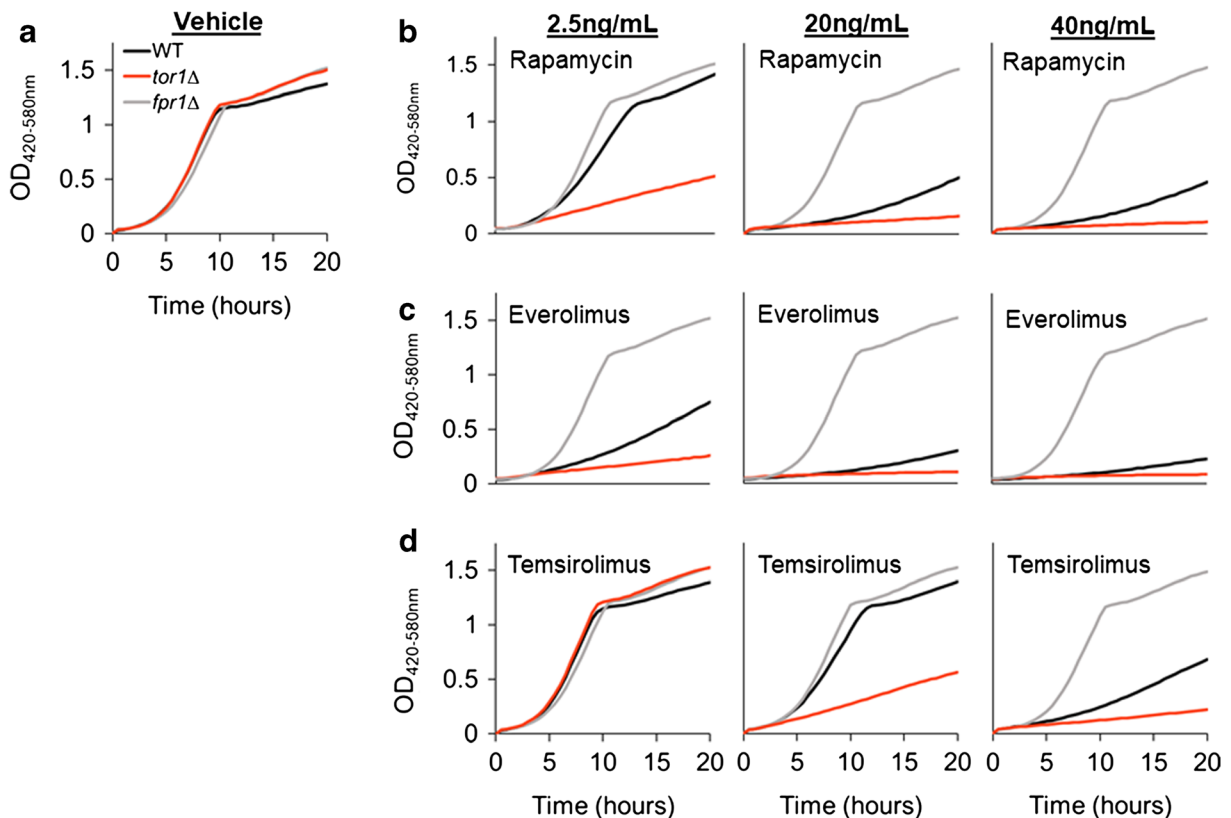 a
Vehicle
WT
tor1Δ
fpr1Δ
1.5
1
0.5
0
OD420-580nm
0 5 10 15 20
Time (hours)
b
2.5ng/mL
20ng/mL
40ng/mL
Rapamycin
Rapamycin
Rapamycin
1.5
1
0.5
0
OD420-580nm
c
Everolimus
Everolimus
Everolimus
1.5
1
0.5
0
OD420-580nm
d
Temsirolimus
Temsirolimus
Temsirolimus
1.5
1
0.5
0
OD420-580nm
0 5 10 15 20
0 5 10 15 20
0 5 10 15 20
Time (hours)
Time (hours)
Time (hours)